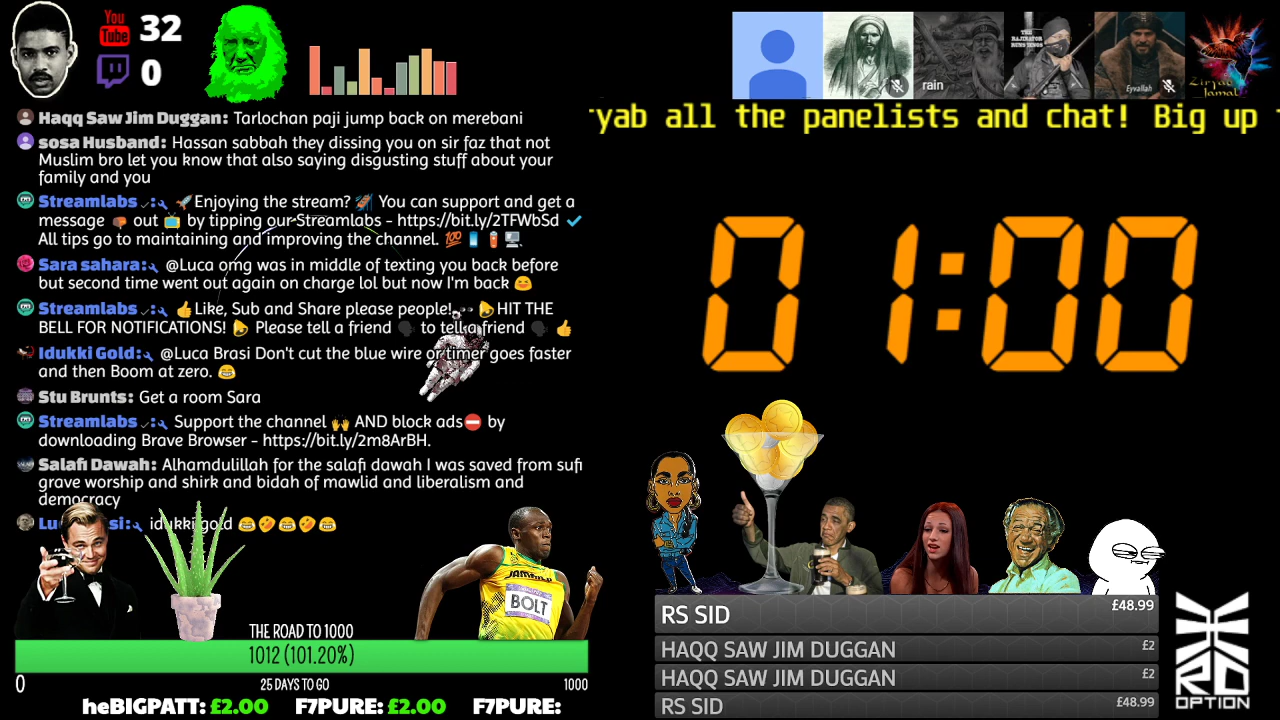 You
Tube
32
0
Haqq Saw Jim Duggan: Tarlochan paji jump back on merebani
sosa Husband: Hassan sabbah they dissing you on sir faz that not
Muslim bro let you know that also saying disgusting stuff about your
family and you
Streamlabs : 🚀Enjoying the stream? You can support and get a
message out 📺 by tipping our Streamlabs - https://bit.ly/2TFWbSd ✔
All tips go to maintaining and improving the channel. 💯
Sara sahara: @Luca omg was in middle of texting you back before
but second time went out again on charge lol but now I'm back 😆
Streamlabs : 👍Like, Sub and Share please people! HIT THE
BELL FOR NOTIFICATIONS! Please tell a friend 🗣 to tell a friend 🗣 👍
Idukki Gold: @Luca Brasi Don't cut the blue wire or timer goes faster
and then Boom at zero. 😂
Stu Brunts: Get a room Sara
Streamlabs : Support the channel 🙌 AND block ads⛔ by
downloading Brave Browser - https://bit.ly/2m8ArBH.
Salafi Dawah: Alhamdulillah for the salafi dawah I was saved from sufi
grave worship and shirk and bidah of mawlid and liberalism and
democracy
Lu si: idukki gold 😂🤣😂🤣😂
JAMAICA
BOLT
THE ROAD TO 1000
1012 (101.20%)
0
25 DAYS TO GO
1000
heBIGPATT: £2.00 F7PURE: £2.00 F7PURE:
rain
THE
BAJINATOR
Eyvallah
Ziryab
Jamal
yab all the panelists and chat! Big up
01:00
RS SID £48.99
HAQQ SAW JIM DUGGAN £2
HAQQ SAW JIM DUGGAN £2
RS SID £48.99
OPTION